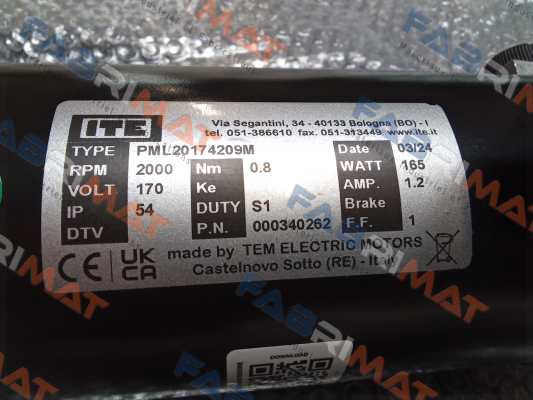 ITE
Via Segantini, 34 - 40133 Bologna (BO) - I
tel. 051-386610 fax. 051-313449 www.ite.it
TYPE PML20174209M Date 03/24
RPM 2000 Nm 0.8 WATT 165
VOLT 170 Ke AMP. 1.2
IP 54 DUTY S1 Brake
DTV P.N. 000340262 F.F. 1
CE UK CA made by TEM ELECTRIC MOTORS
Castelnovo Sotto (RE) - Italy
DOWNLOAD
FABRIMAT
FABRIMAT
FABRIMAT
FABRIMAT
FABRIMAT